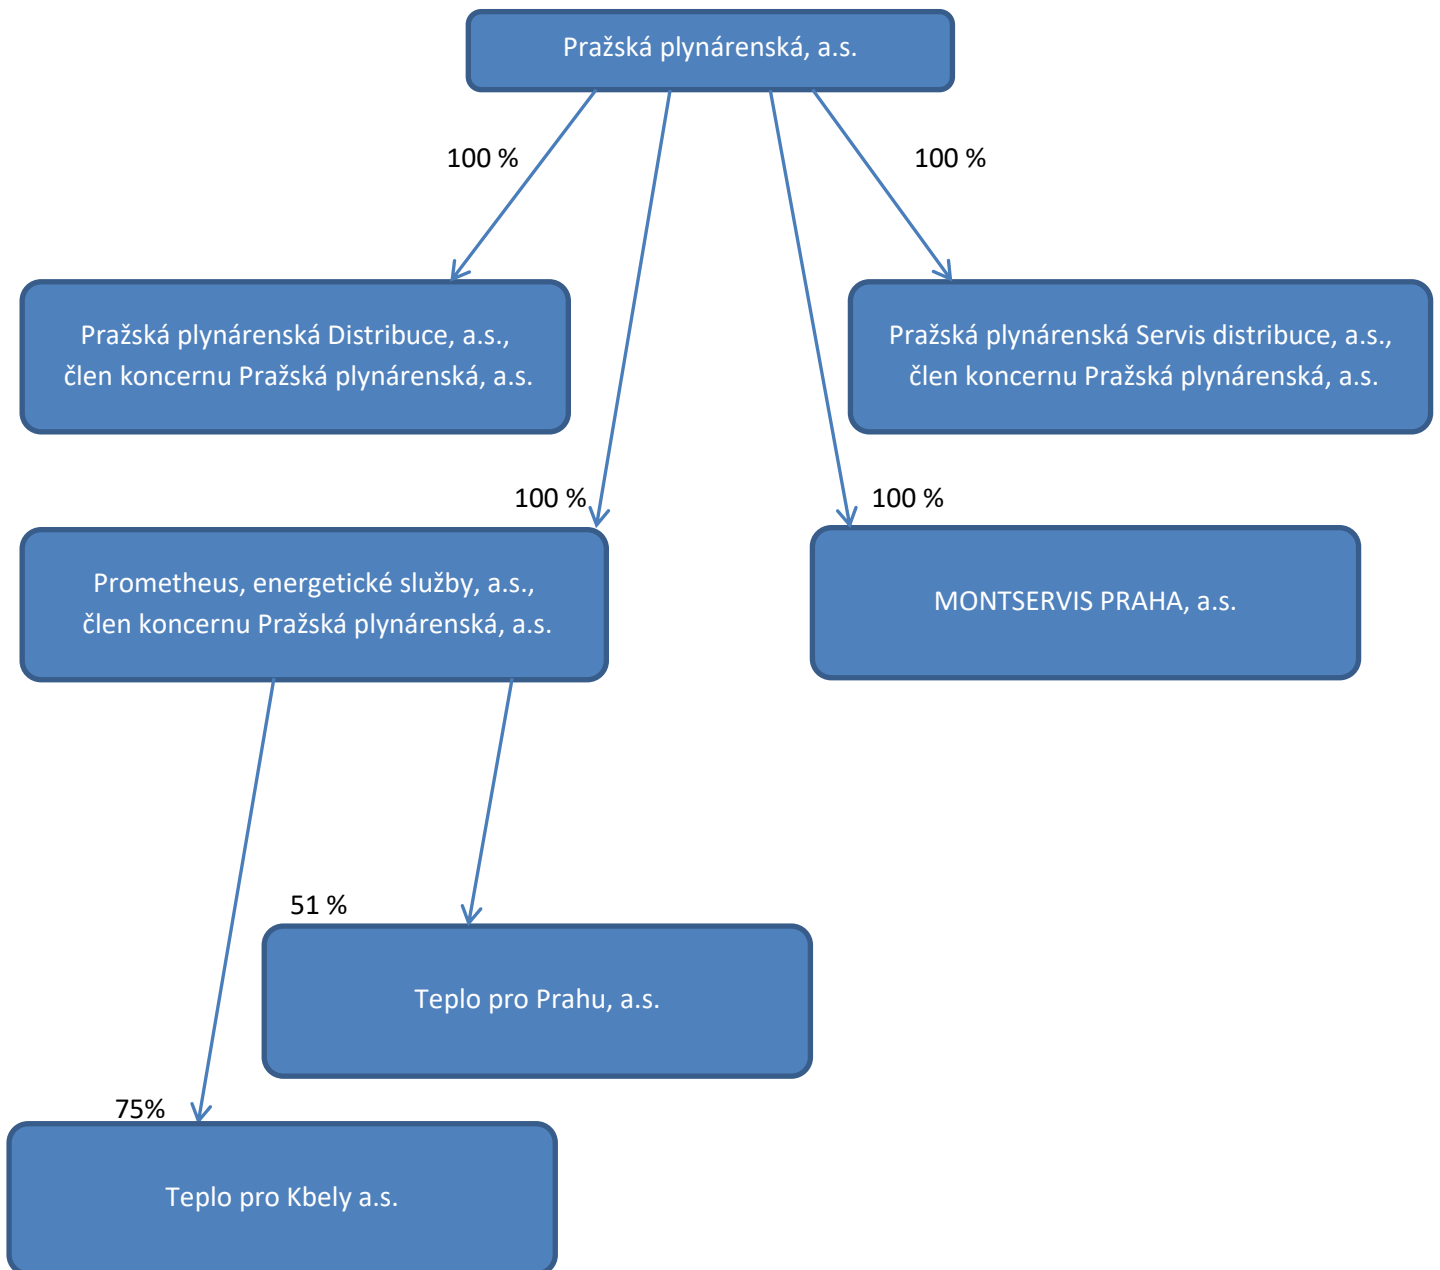 Pražská plynárenská, a.s.
100 %
100 %
Pražská plynárenská Distribuce, a.s.,
člen koncernu Pražská plynárenská, a.s.
Pražská plynárenská Servis distribuce, a.s.,
člen koncernu Pražská plynárenská, a.s.
100 %
100 %
Prometheus, energetické služby, a.s.,
člen koncernu Pražská plynárenská, a.s.
MONTSERVIS PRAHA, a.s.
51 %
Teplo pro Prahu, a.s.
75%
Teplo pro Kbely a.s.